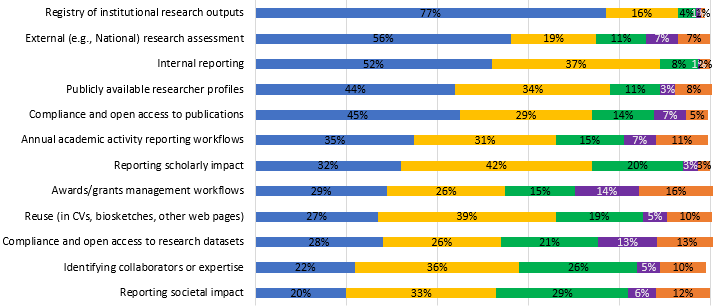 Registry of institutional research outputs 77% 16% 4% 1%
External (e.g., National) research assessment 56% 19% 11% 7% 7%
Internal reporting 52% 37% 8% 1 2%
Publicly available researcher profiles 44% 34% 11% 3% 8%
Compliance and open access to publications 45% 29% 14% 7% 5%
Annual academic activity reporting workflows 35% 31% 15% 7% 11%
Reporting scholarly impact 32% 42% 20% 3% 3%
Awards/grants management workflows 29% 26% 15% 14% 16%
Reuse (in CVs, biosketches, other web pages) 27% 39% 19% 5% 10%
Compliance and open access to research datasets 28% 26% 21% 13% 13%
Identifying collaborators or expertise 22% 36% 26% 5% 10%
Reporting societal impact 20% 33% 29% 6% 12%